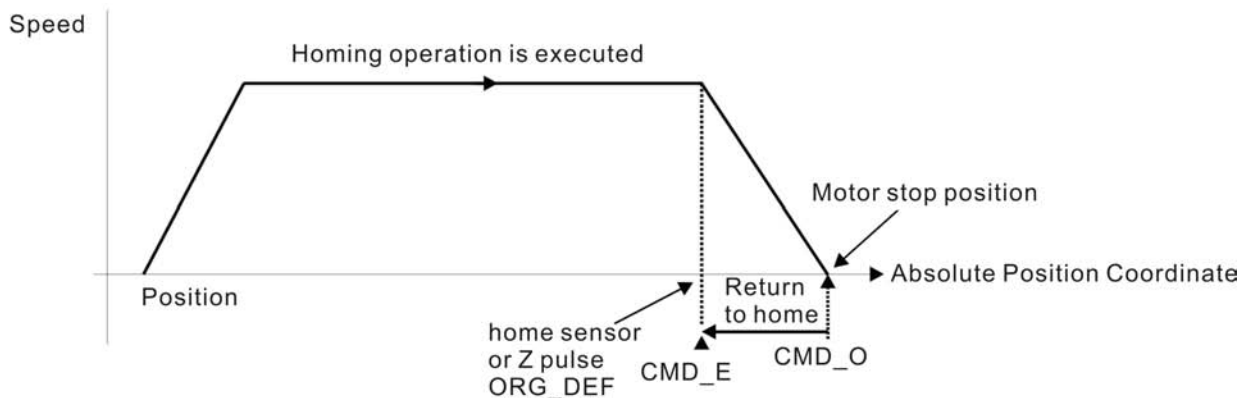 Speed
Homing operation is executed
Motor stop position
Absolute Position Coordinate
Position
Return
to home
home sensor
or Z pulse
ORG_DEF
CMD_E
CMD_O